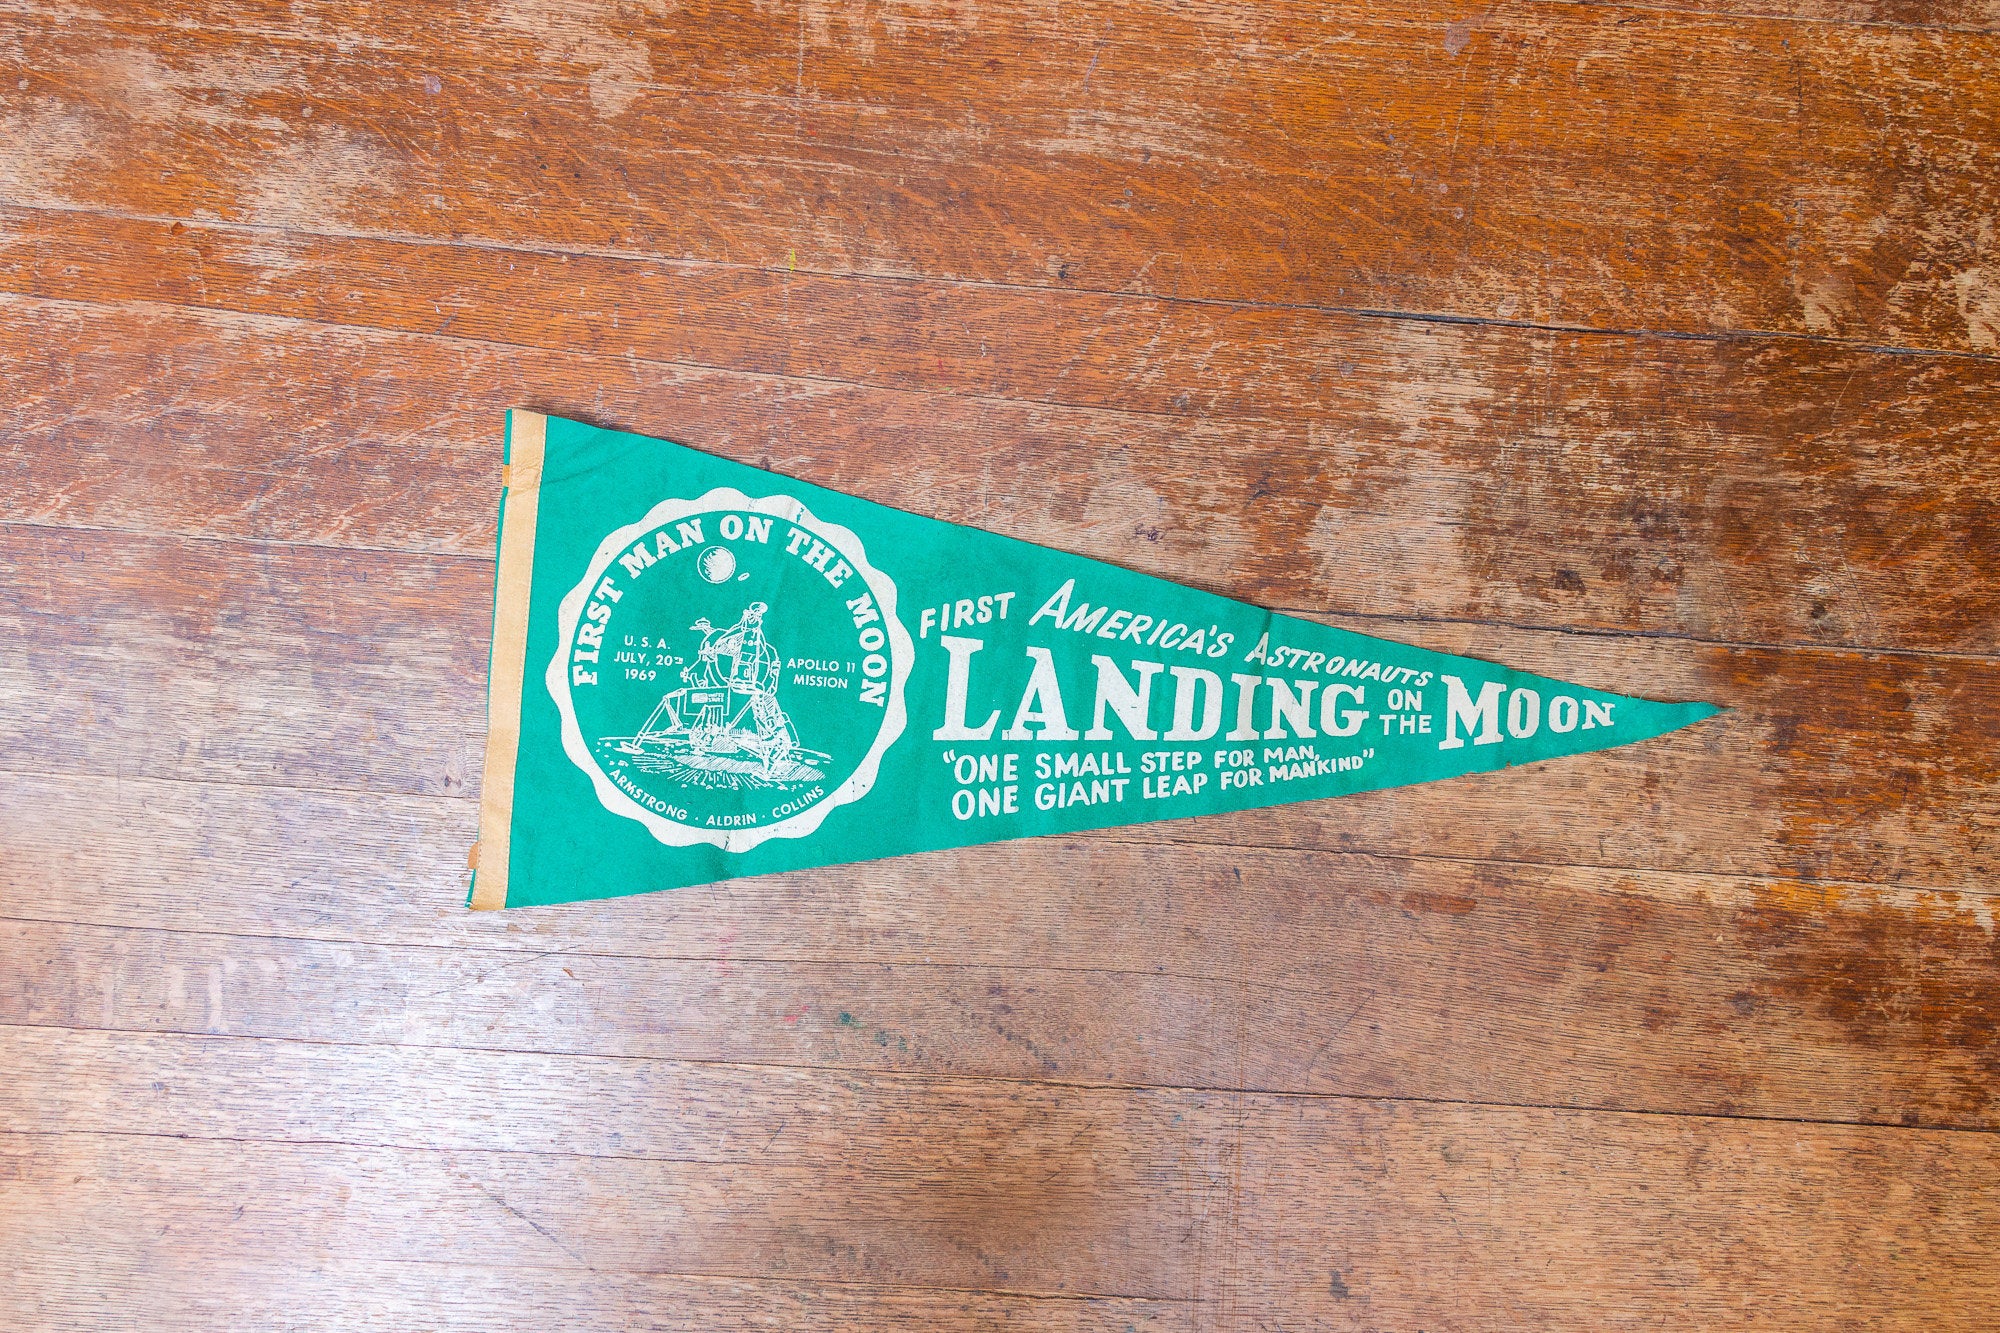 FIRST MAN ON THE MOON
U. S. A.
JULY, 20TH
1969
APOLLO 11
MISSION
ARMSTRONG · ALDRIN · COLLINS
FIRST AMERICA'S ASTRONAUTS
LANDING ON THE MOON
"ONE SMALL STEP FOR MAN,
ONE GIANT LEAP FOR MANKIND"